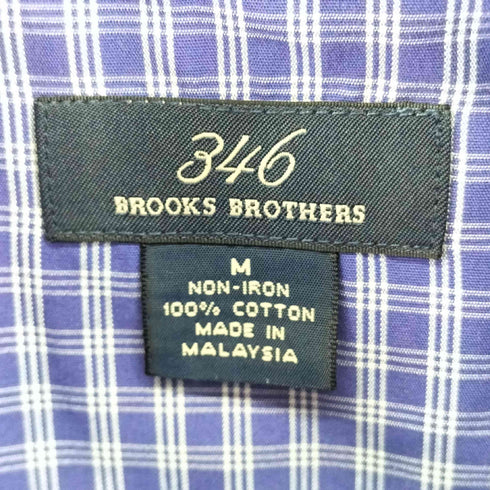 346
BROOKS BROTHERS
M
NON-IRON
100% COTTON
MADE IN
MALAYSIA